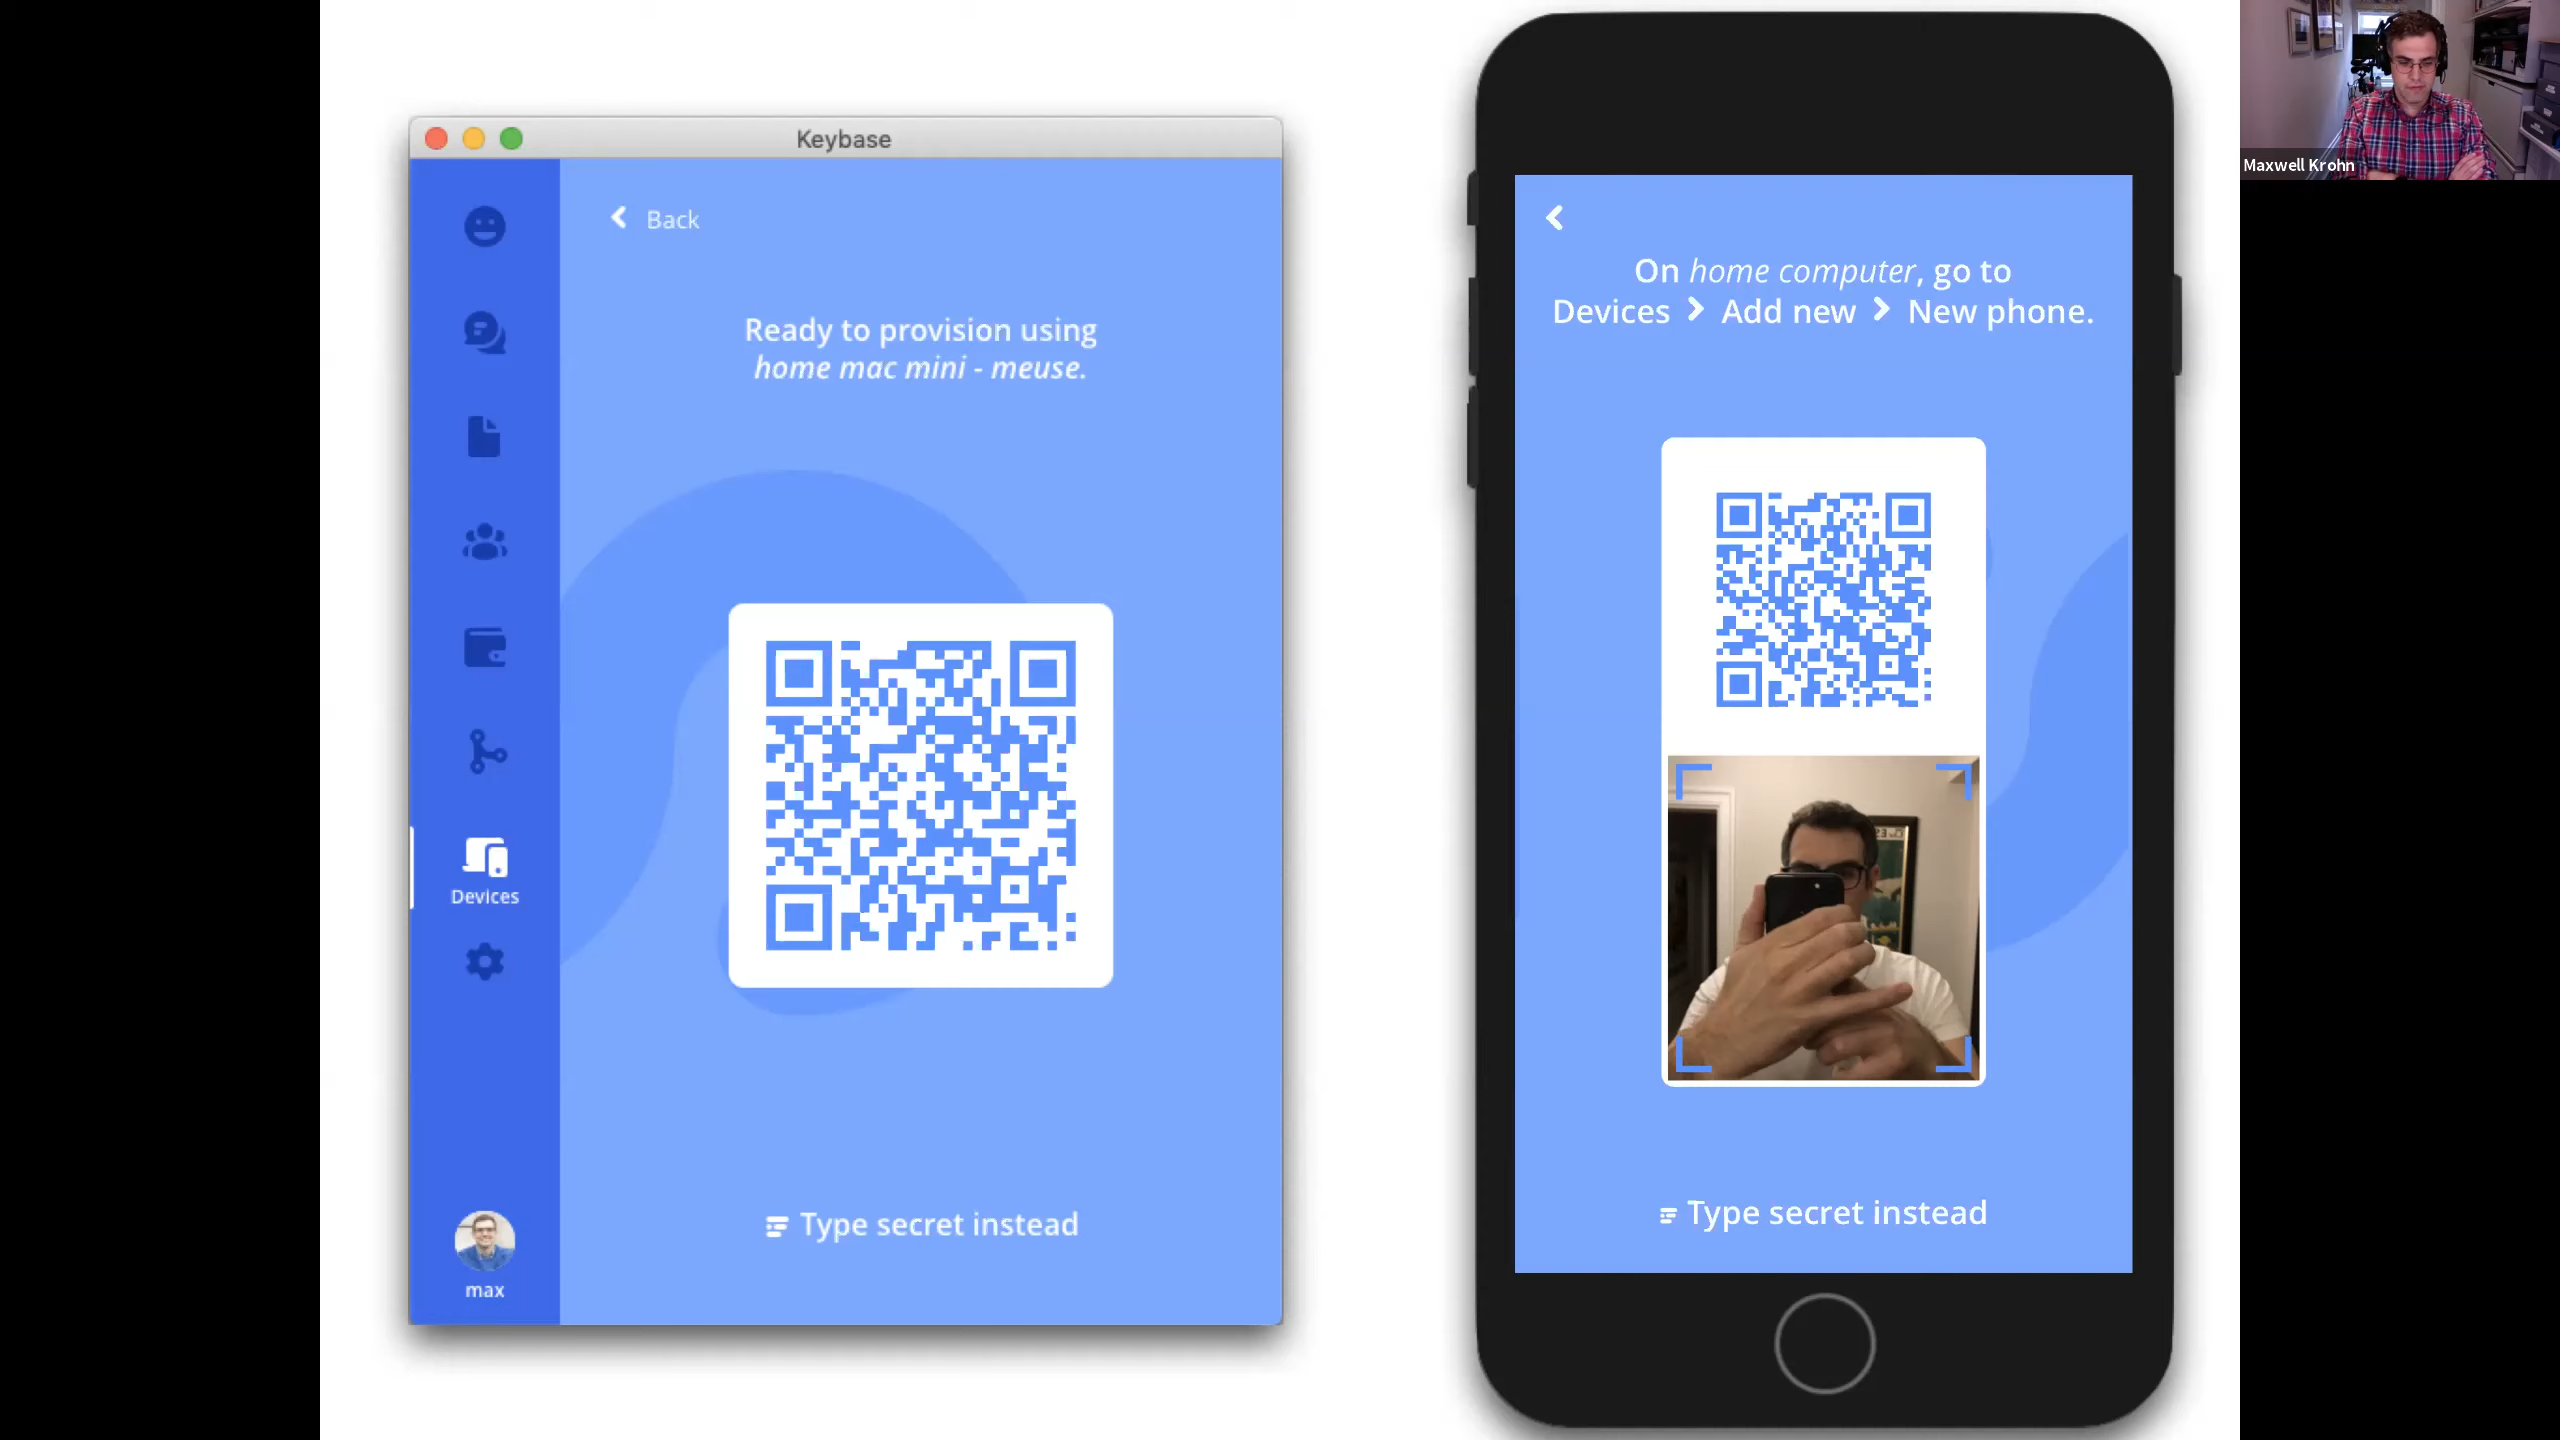 Keybase
Back
Ready to provision using
home mac mini - meuse.
Devices
max
Type secret instead
On home computer, go to
Devices > Add new > New phone.
Type secret instead
Maxwell Krohn